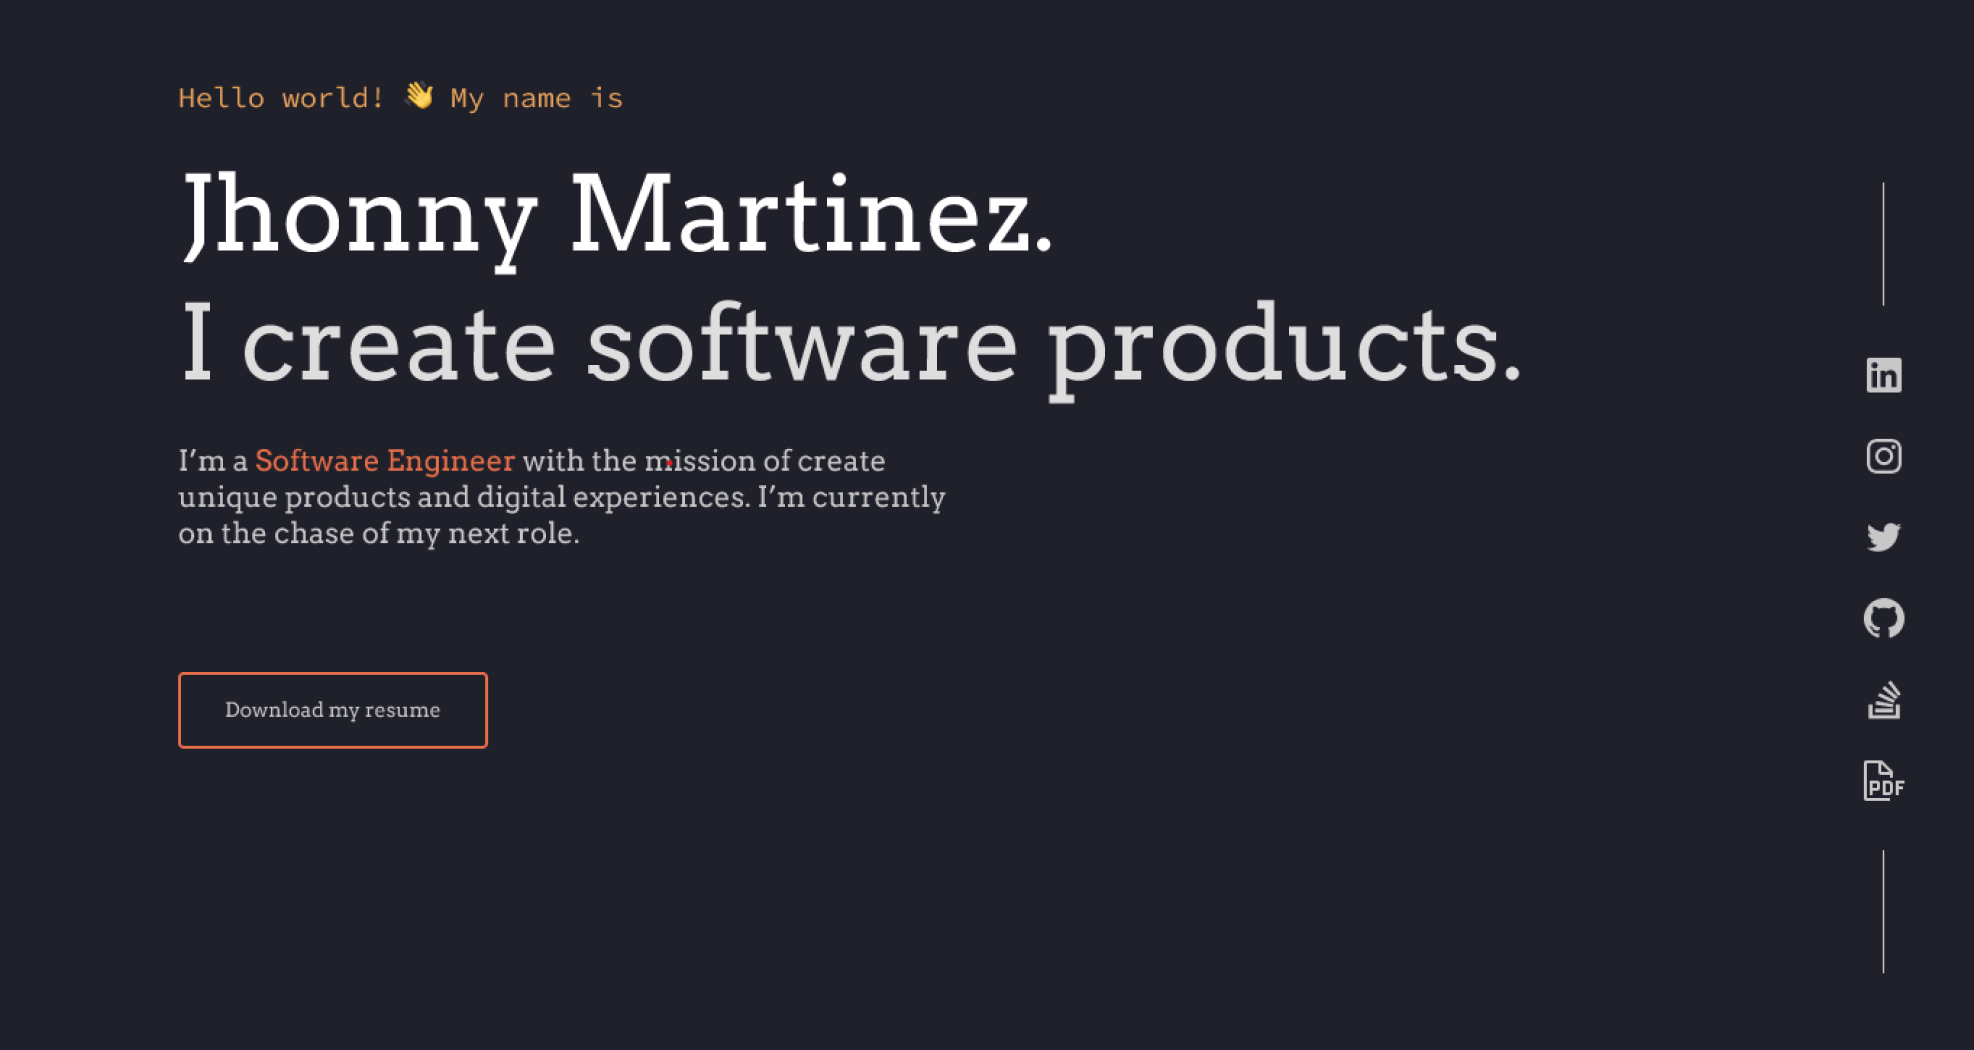 Hello world! 👋 My name is
Jhonny Martinez.
I create software products.
I’m a Software Engineer with the mission of create
unique products and digital experiences. I’m currently
on the chase of my next role.
Download my resume
in
PDF